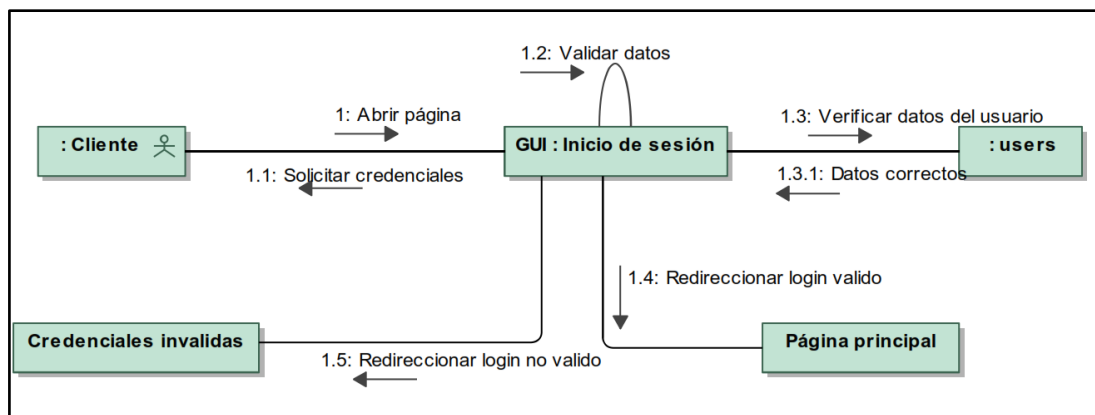 1.2: Validar datos
1: Abrir página
1.3: Verificar datos del usuario
: Cliente
GUI : Inicio de sesión
: users
1.1: Solicitar credenciales
1.3.1: Datos correctos
1.4: Redireccionar login valido
Credenciales invalidas
Página principal
1.5: Redireccionar login no valido